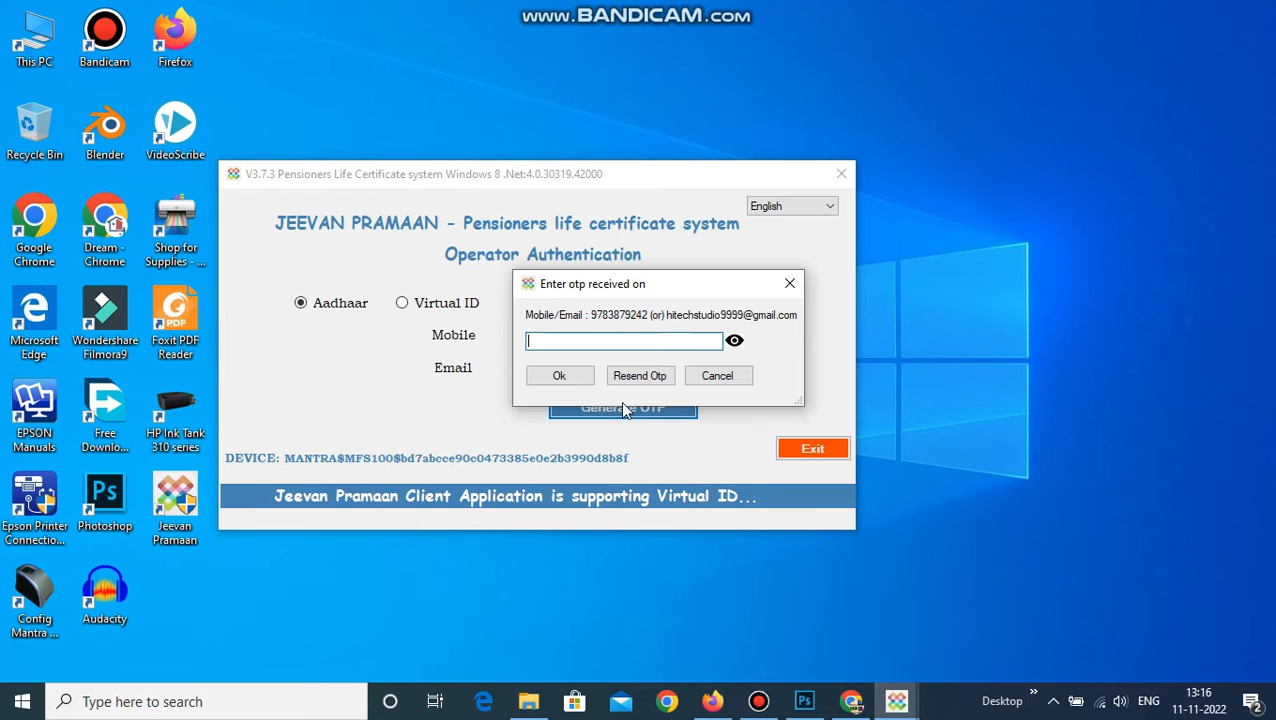 www.BANDICAM.com
This PC
Bandicam
Firefox
Recycle Bin
Blender
VideoScribe
Google
Chrome
Dream -
Chrome
Shop for
Supplies - ...
Microsoft
Edge
Wondershare
Filmora9
Foxit PDF
Reader
EPSON
Manuals
Free
Downlo...
HP Ink Tank
310 series
Epson Printer
Connectio...
Photoshop
Jeevan
Pramaan
Config
Mantra ...
Audacity
V3.7.3 Pensioners Life Certificate system Windows 8 .Net:4.0.30319.42000
English
JEEVAN PRAMAAN - Pensioners life certificate system
Operator Authentication
Aadhaar
Virtual ID
Mobile
Email
Enter otp received on
Mobile/Email : 9783879242 (or) hitechstudio9999@gmail.com
Ok
Resend Otp
Cancel
Generate OTP
Exit
DEVICE: MANTRA$MFS100$bd7abcce90c0473385e0e2b3990d8b8f
Jeevan Pramaan Client Application is supporting Virtual ID...
Type here to search
Desktop
ENG
13:16
11-11-2022
2